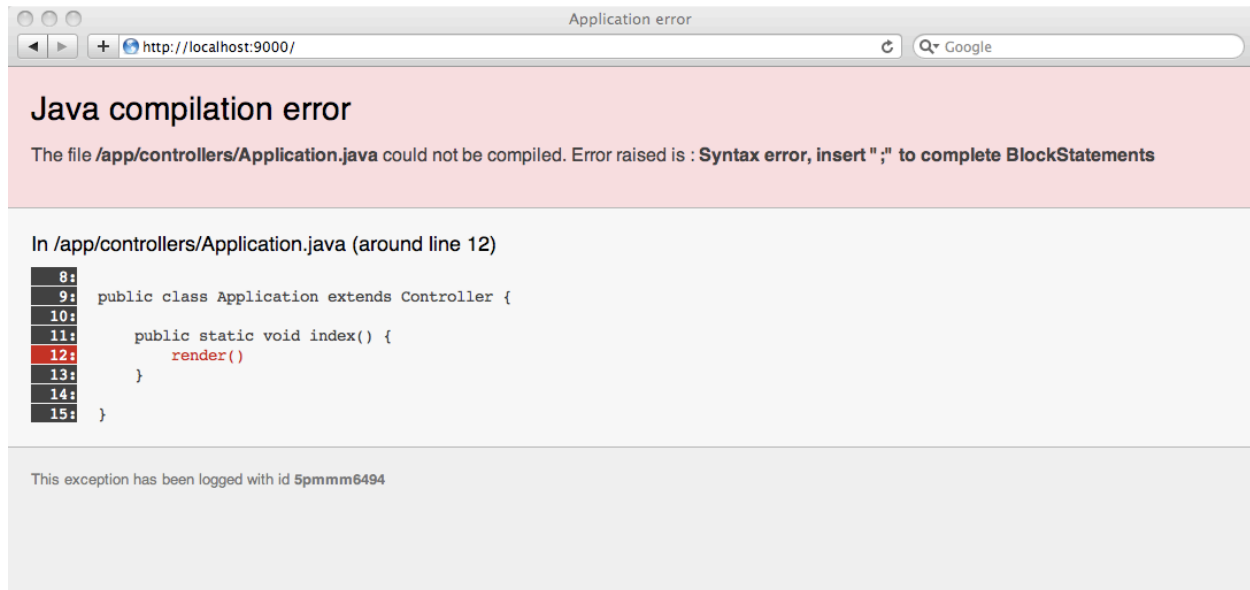 Application error
http://localhost:9000/
Google
Java compilation error
The file /app/controllers/Application.java could not be compiled. Error raised is : Syntax error, insert ";" to complete BlockStatements
In /app/controllers/Application.java (around line 12)
8:
9: public class Application extends Controller {
10:
11: public static void index() {
12: render()
13: }
14:
15: }
This exception has been logged with id 5pmmm6494